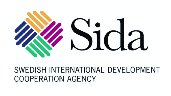 Sida
SWEDISH INTERNATIONAL DEVELOPMENT
COOPERATION AGENCY